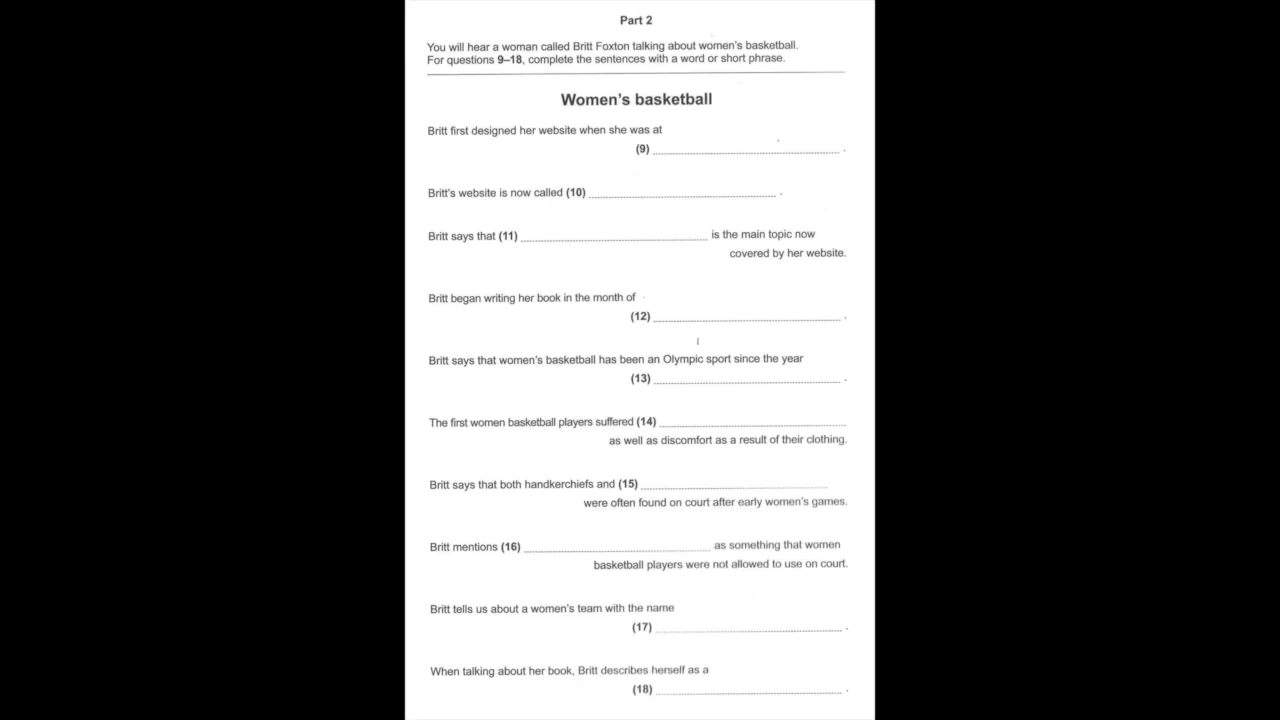 Part 2
You will hear a woman called Britt Foxton talking about women's basketball.
For questions 9–18, complete the sentences with a word or short phrase.
Women's basketball
Britt first designed her website when she was at
(9) .
Britt's website is now called (10) .
Britt says that (11) is the main topic now
covered by her website.
Britt began writing her book in the month of
(12) .
Britt says that women's basketball has been an Olympic sport since the year
(13) .
The first women basketball players suffered (14)
as well as discomfort as a result of their clothing.
Britt says that both handkerchiefs and (15)
were often found on court after early women's games.
Britt mentions (16) as something that women
basketball players were not allowed to use on court.
Britt tells us about a women's team with the name
(17) .
When talking about her book, Britt describes herself as a
(18) .